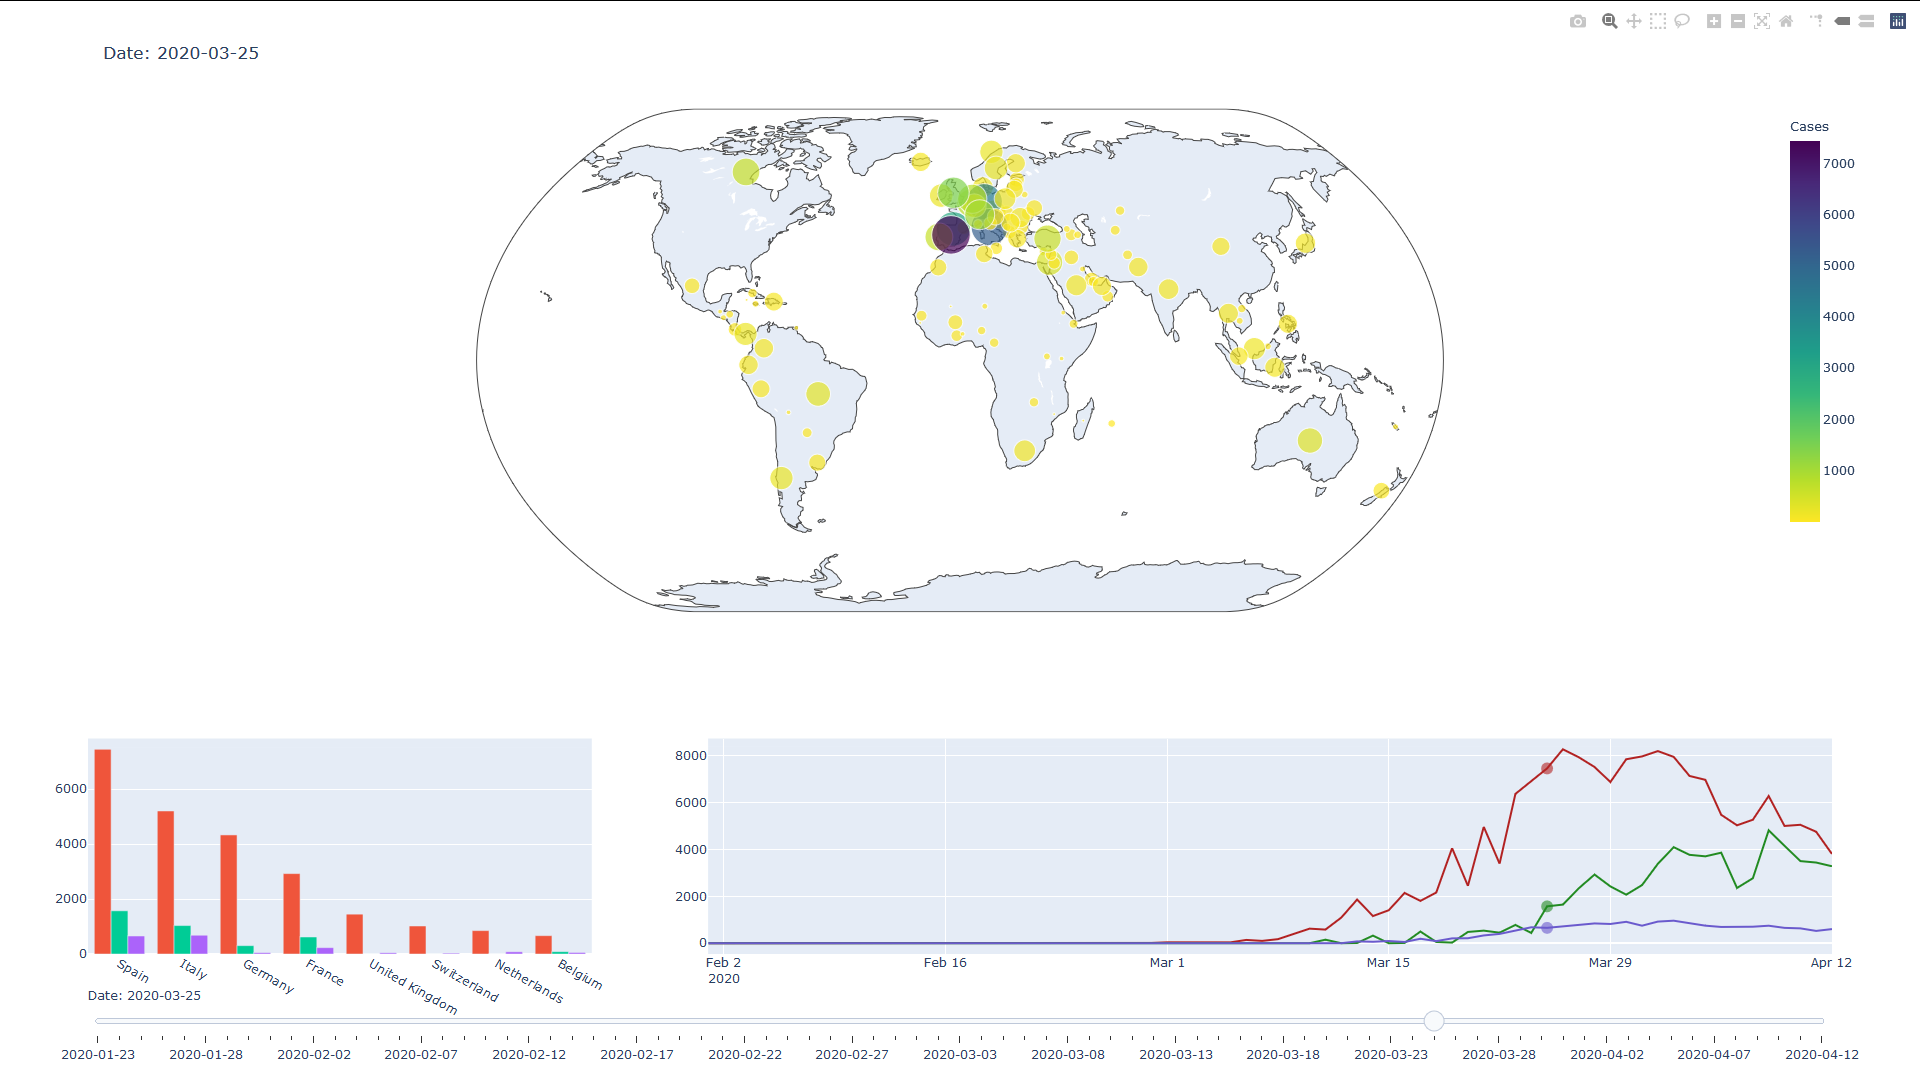 Date: 2020-03-25
Cases
7000
6000
5000
4000
3000
2000
1000
6000
4000
2000
0
Spain
Italy
Germany
France
United Kingdom
Switzerland
Netherlands
Belgium
8000
6000
4000
2000
0
Feb 2
2020
Feb 16
Mar 1
Mar 15
Mar 29
Apr 12
Date: 2020-03-25
2020-01-23 2020-01-28 2020-02-02 2020-02-07 2020-02-12 2020-02-17 2020-02-22 2020-02-27 2020-03-03 2020-03-08 2020-03-13 2020-03-18 2020-03-23 2020-03-28 2020-04-02 2020-04-07 2020-04-12